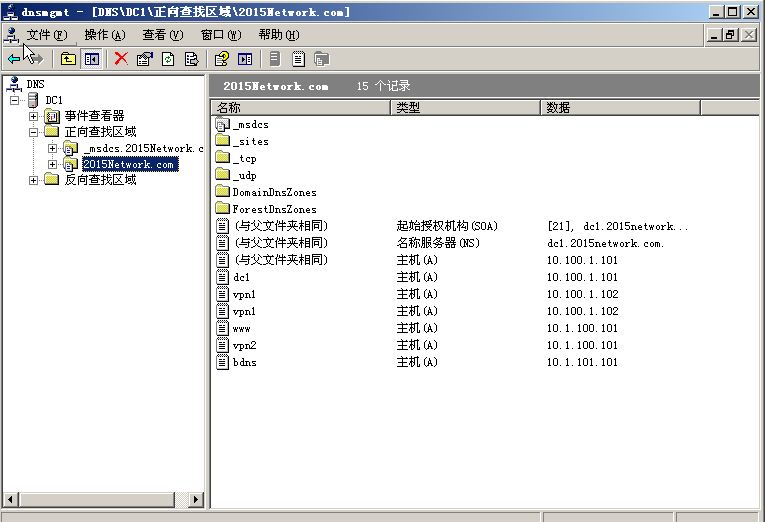 dnsmgmt - [DNS\DC1\正向查找区域\2015Network.com]
文件(F) 操作(A) 查看(V) 窗口(W) 帮助(H)
DNS
DC1
事件查看器
正向查找区域
_msdcs.2015Network.c
2015Network.com
反向查找区域
2015Network.com 15 个记录
名称 类型 数据
_msdcs
_sites
_tcp
_udp
DomainDnsZones
ForestDnsZones
(与父文件夹相同) 起始授权机构(SOA) [21], dc1.2015network...
(与父文件夹相同) 名称服务器(NS) dc1.2015network.com.
(与父文件夹相同) 主机(A) 10.100.1.101
dc1 主机(A) 10.100.1.101
vpn1 主机(A) 10.100.1.102
vpn1 主机(A) 10.100.1.102
www 主机(A) 10.1.100.101
vpn2 主机(A) 10.1.100.101
bdns 主机(A) 10.1.101.101